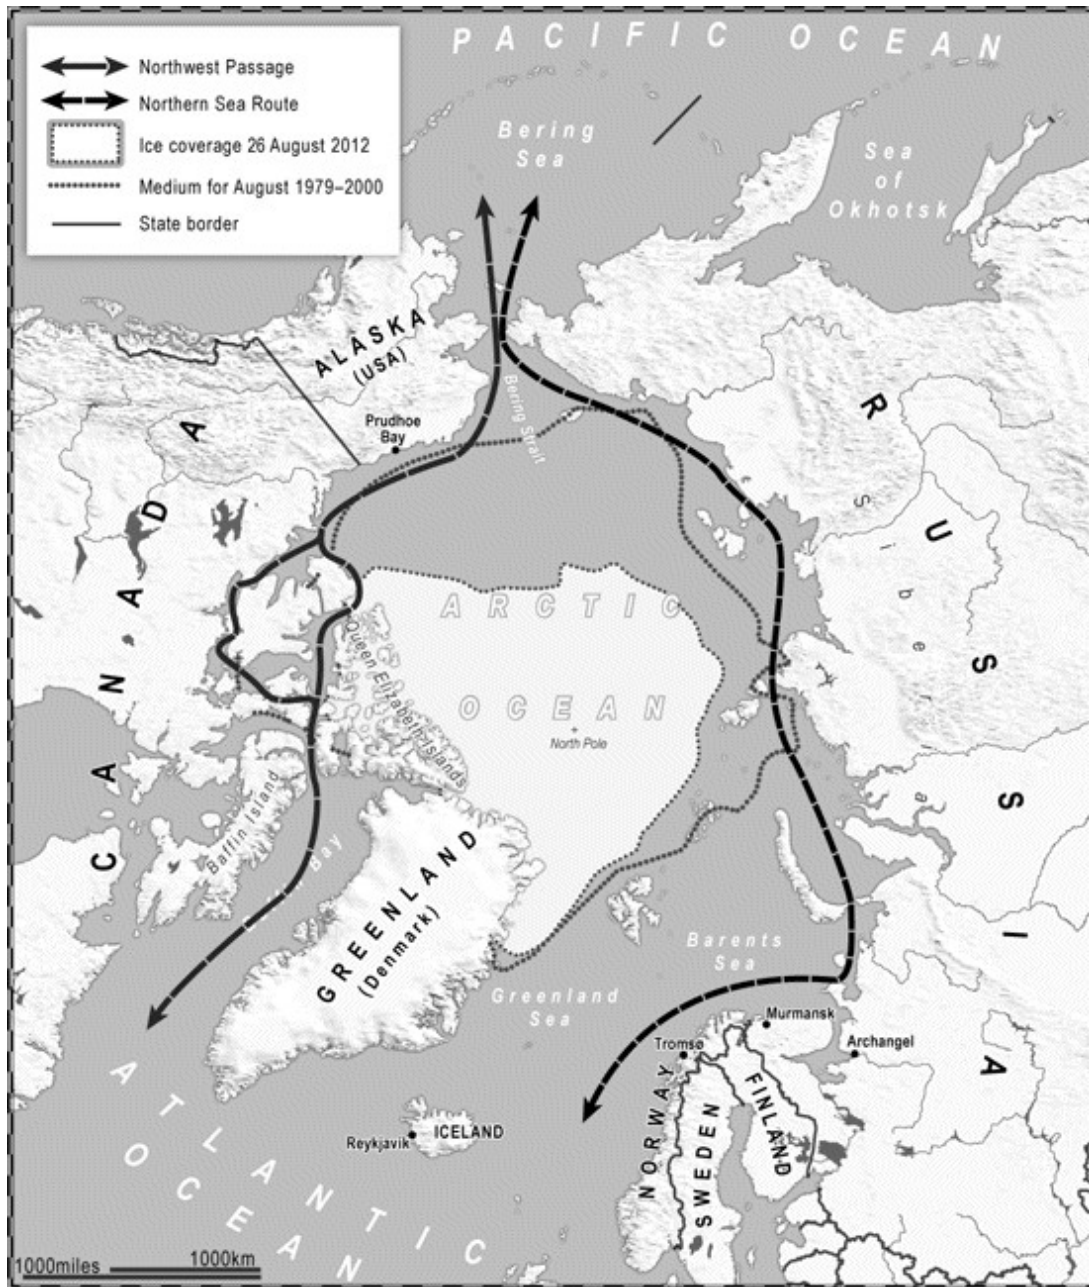 PACIFIC OCEAN
Northwest Passage
Northern Sea Route
Ice coverage 26 August 2012
Medium for August 1979–2000
State border
Bering
Sea
Sea
of
Okhotsk
ALASKA
(USA)
Prudhoe
Bay
Bering Strait
CANADA
RUSSIA
Siberia
ARCTIC
OCEAN
North Pole
Queen Elizabeth Islands
Baffin Island
Bay
GREENLAND
(Denmark)
Greenland
Sea
Barents
Sea
Murmansk
Tromsø
Archangel
NORWAY
SWEDEN
FINLAND
Reykjavik
ICELAND
ATLANTIC
OCEAN
1000miles
1000km